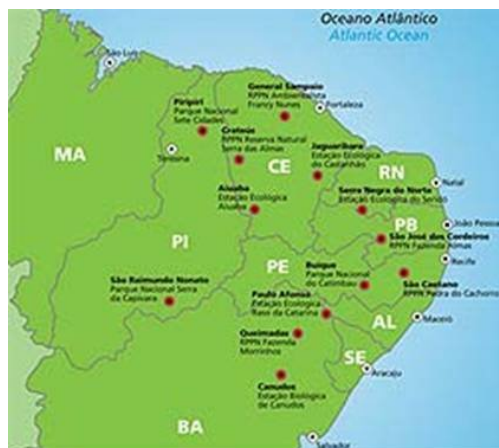 Oceano Atlântico
Atlantic Ocean
São Luis
General Sampaio
RPPN Ambientalista
Francy Nunes
Fortaleza
Piripiri
Parque Nacional
Sete Cidades
Crateús
RPPN Reserva Natural
Serra das Almas
Jaguaribara
Estação Ecológica
do Castanhão
MA
Teresina
CE
RN
Aiuaba
Estação Ecológica
Aiuaba
Serra Negra do Norte
Estação Ecológica do Seridó
Natal
PB
João Pessoa
PI
São José dos Cordeiros
RPPN Fazenda Almas
PE
Buíque
Parque Nacional
do Catimbau
Recife
São Caetano
RPPN Pedra do Cachorro
São Raimundo Nonato
Parque Nacional Serra
da Capivara
Paulo Afonso
Estação Ecológica
Raso da Catarina
AL
Maceió
Queimadas
RPPN Fazenda
Morrinhos
SE
Aracaju
Canudos
Estação Biológica
de Canudos
BA
Salvador